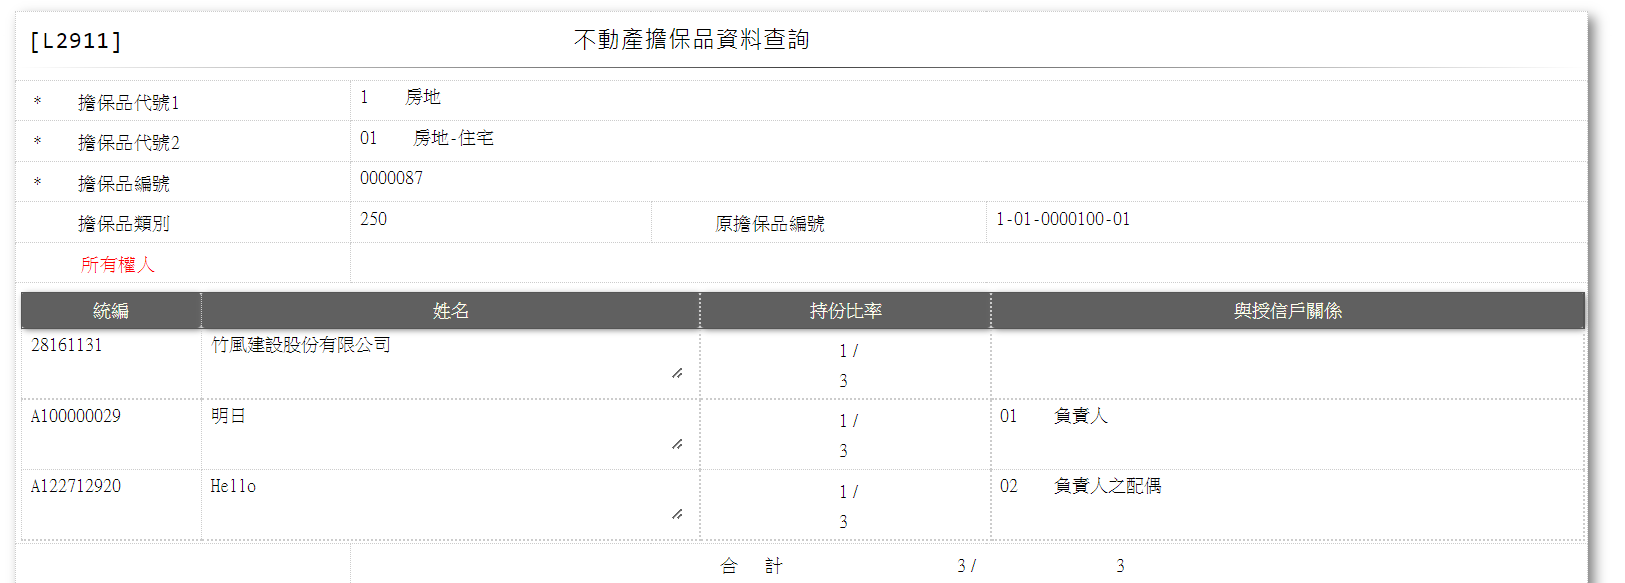 [L2911] 不動產擔保品資料查詢
* 擔保品代號1 1 房地
* 擔保品代號2 01 房地-住宅
* 擔保品編號 0000087
擔保品類別 250 原擔保品編號 1-01-0000100-01
所有權人
統編 姓名 持份比率 與授信戶關係
28161131 竹風建設股份有限公司 1 /
3
A100000029 明日 1 / 01 負責人
3
A122712920 Hello 1 / 02 負責人之配偶
3
合 計 3 / 3